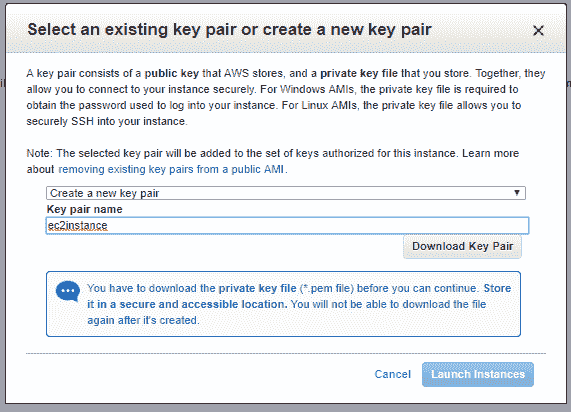 Select an existing key pair or create a new key pair
A key pair consists of a public key that AWS stores, and a private key file that you store. Together, they
allow you to connect to your instance securely. For Windows AMIs, the private key file is required to
obtain the password used to log into your instance. For Linux AMIs, the private key file allows you to
securely SSH into your instance.
Note: The selected key pair will be added to the set of keys authorized for this instance. Learn more
about removing existing key pairs from a public AMI.
Create a new key pair
Key pair name
ec2instance
Download Key Pair
You have to download the private key file (*.pem file) before you can continue. Store
it in a secure and accessible location. You will not be able to download the file
again after it's created.
Cancel Launch Instances